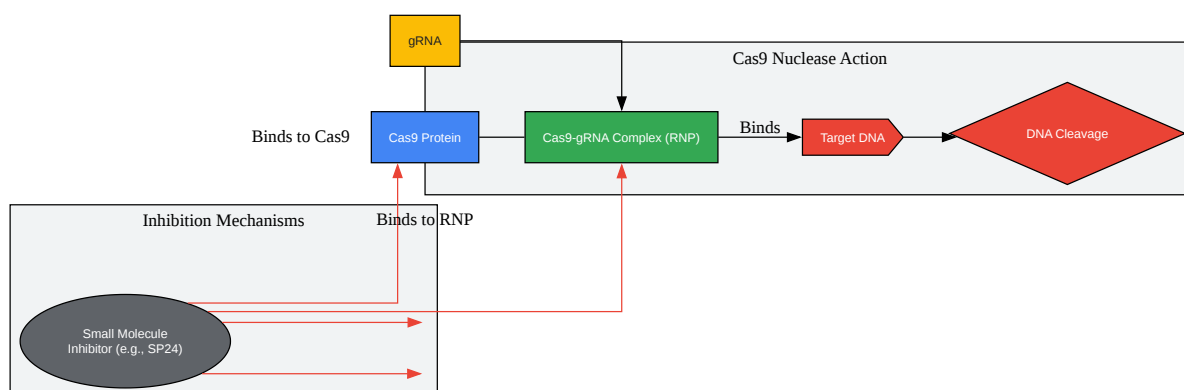 gRNA
Cas9 Nuclease Action
Binds to Cas9
Cas9 Protein
Cas9-gRNA Complex (RNP)
Binds
Target DNA
DNA Cleavage
Inhibition Mechanisms
Binds to RNP
Small Molecule
Inhibitor (e.g., SP24)